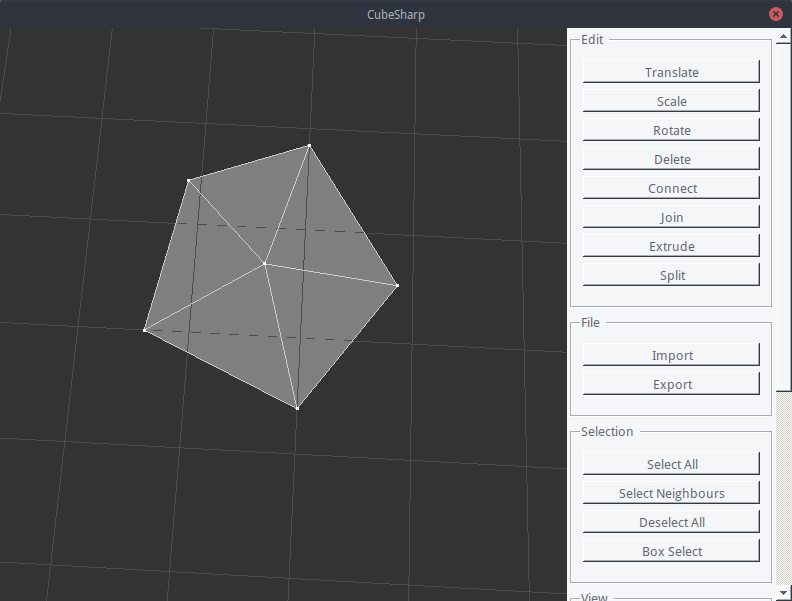 CubeSharp
Edit
Translate
Scale
Rotate
Delete
Connect
Join
Extrude
Split
File
Import
Export
Selection
Select All
Select Neighbours
Deselect All
Box Select
View